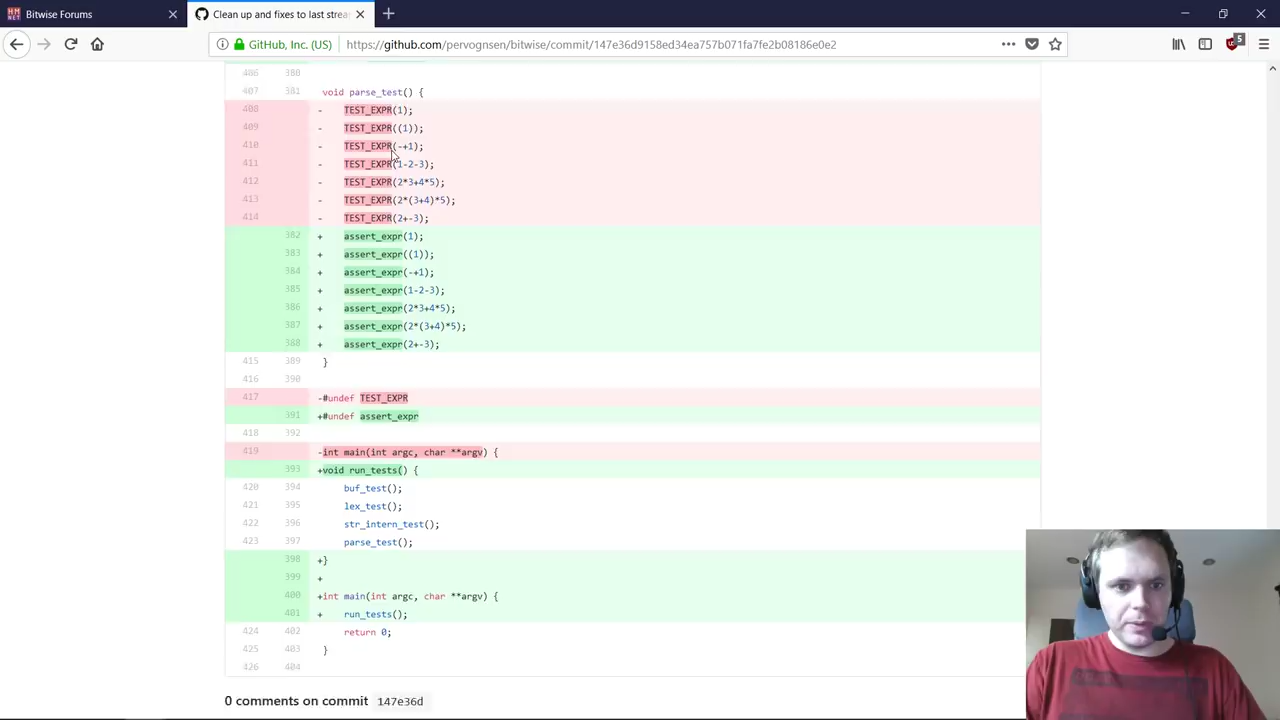 Bitwise Forums
Clean up and fixes to last strea
GitHub, Inc. (US)
https://github.com/pervognsen/bitwise/commit/147e36d9158ed34ea757b071fa7fe2b08186e0e2
5
406 380
407 381 void parse_test() {
408 - TEST_EXPR(1);
409 - TEST_EXPR((1));
410 - TEST_EXPR(-+1);
411 - TEST_EXPR(1-2-3);
412 - TEST_EXPR(2*3+4*5);
413 - TEST_EXPR(2*(3+4)*5);
414 - TEST_EXPR(2+-3);
382 + assert_expr(1);
383 + assert_expr((1));
384 + assert_expr(-+1);
385 + assert_expr(1-2-3);
386 + assert_expr(2*3+4*5);
387 + assert_expr(2*(3+4)*5);
388 + assert_expr(2+-3);
415 389 }
416 390
417 -#undef TEST_EXPR
391 +#undef assert_expr
418 392
419 -int main(int argc, char **argv) {
393 +void run_tests() {
420 394 buf_test();
421 395 lex_test();
422 396 str_intern_test();
423 397 parse_test();
398 +}
399 +
400 +int main(int argc, char **argv) {
401 + run_tests();
424 402 return 0;
425 403 }
426 404
0 comments on commit 147e36d